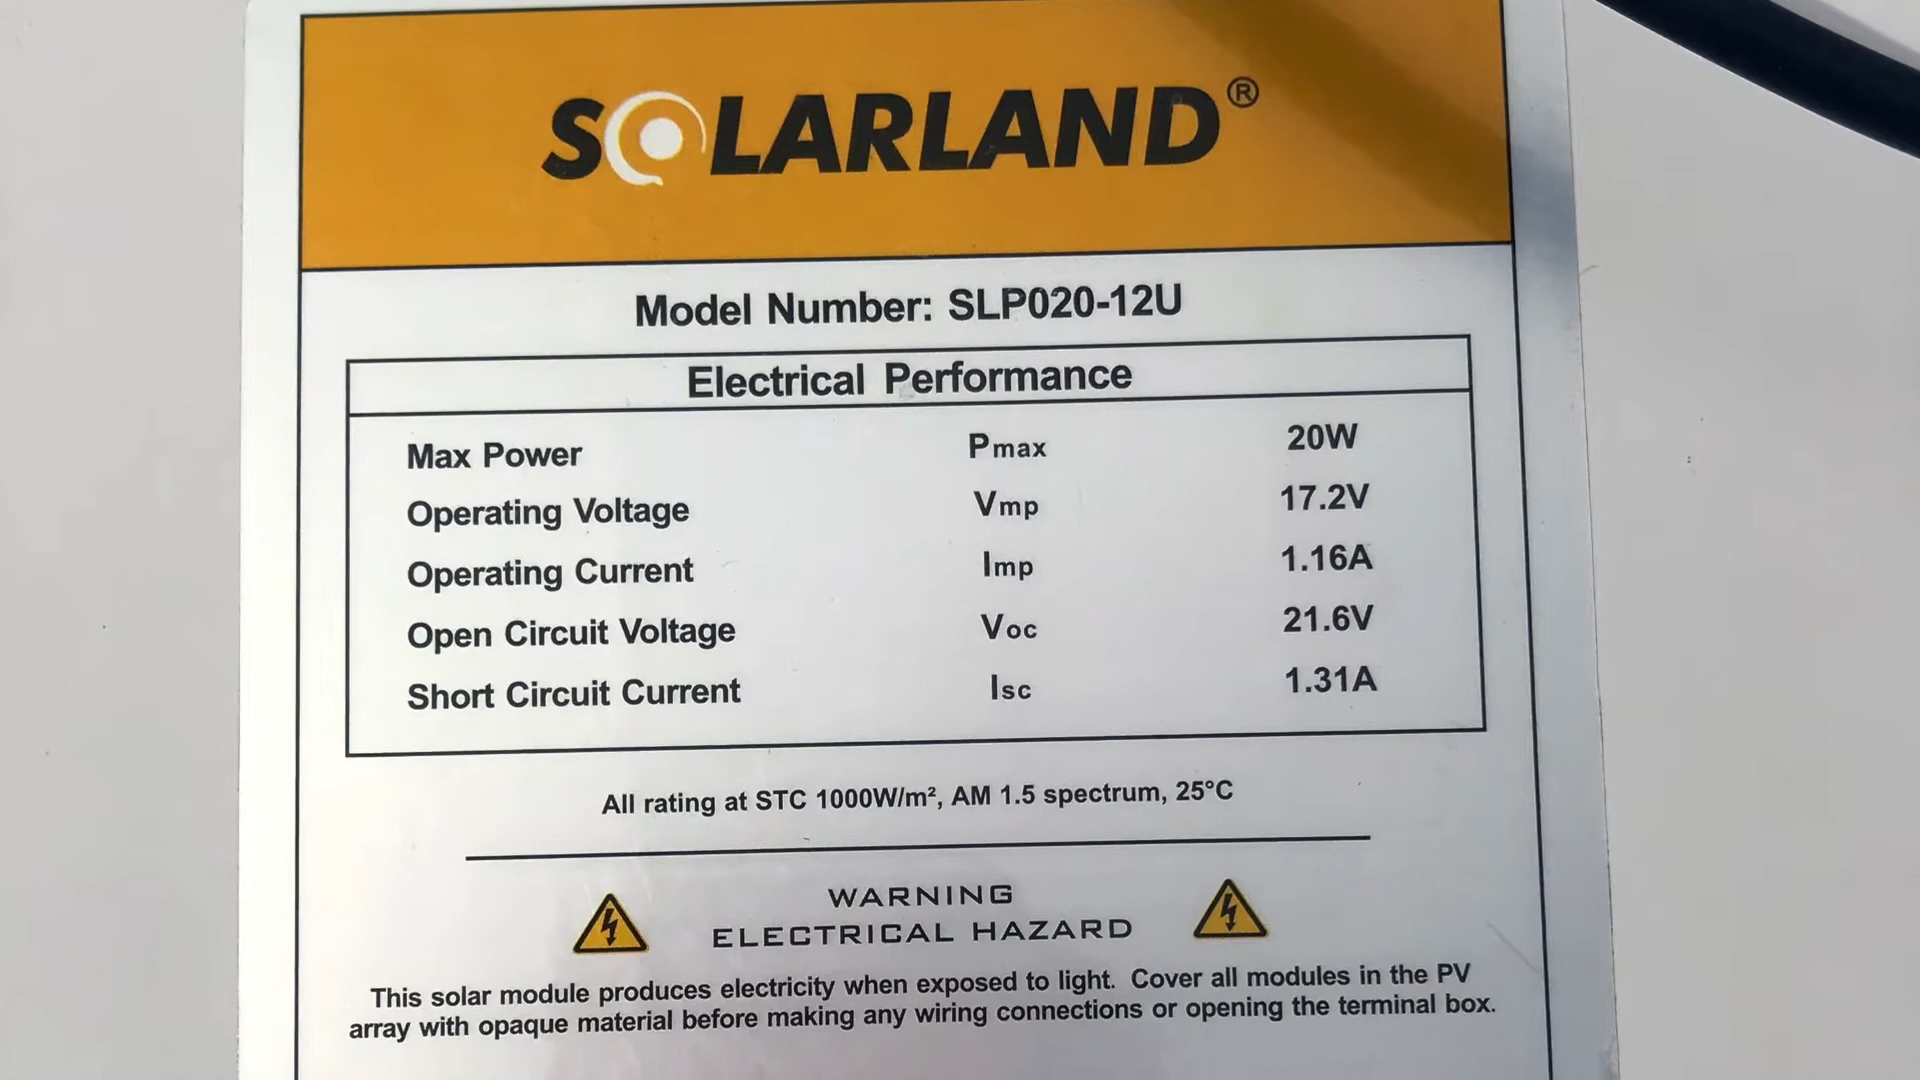 SOLARLAND®
Model Number: SLP020-12U
Electrical Performance
Max Power Pmax 20W
Operating Voltage Vmp 17.2V
Operating Current Imp 1.16A
Open Circuit Voltage Voc 21.6V
Short Circuit Current Isc 1.31A
All rating at STC 1000W/m², AM 1.5 spectrum, 25°C
WARNING
ELECTRICAL HAZARD
This solar module produces electricity when exposed to light. Cover all modules in the PV
array with opaque material before making any wiring connections or opening the terminal box.